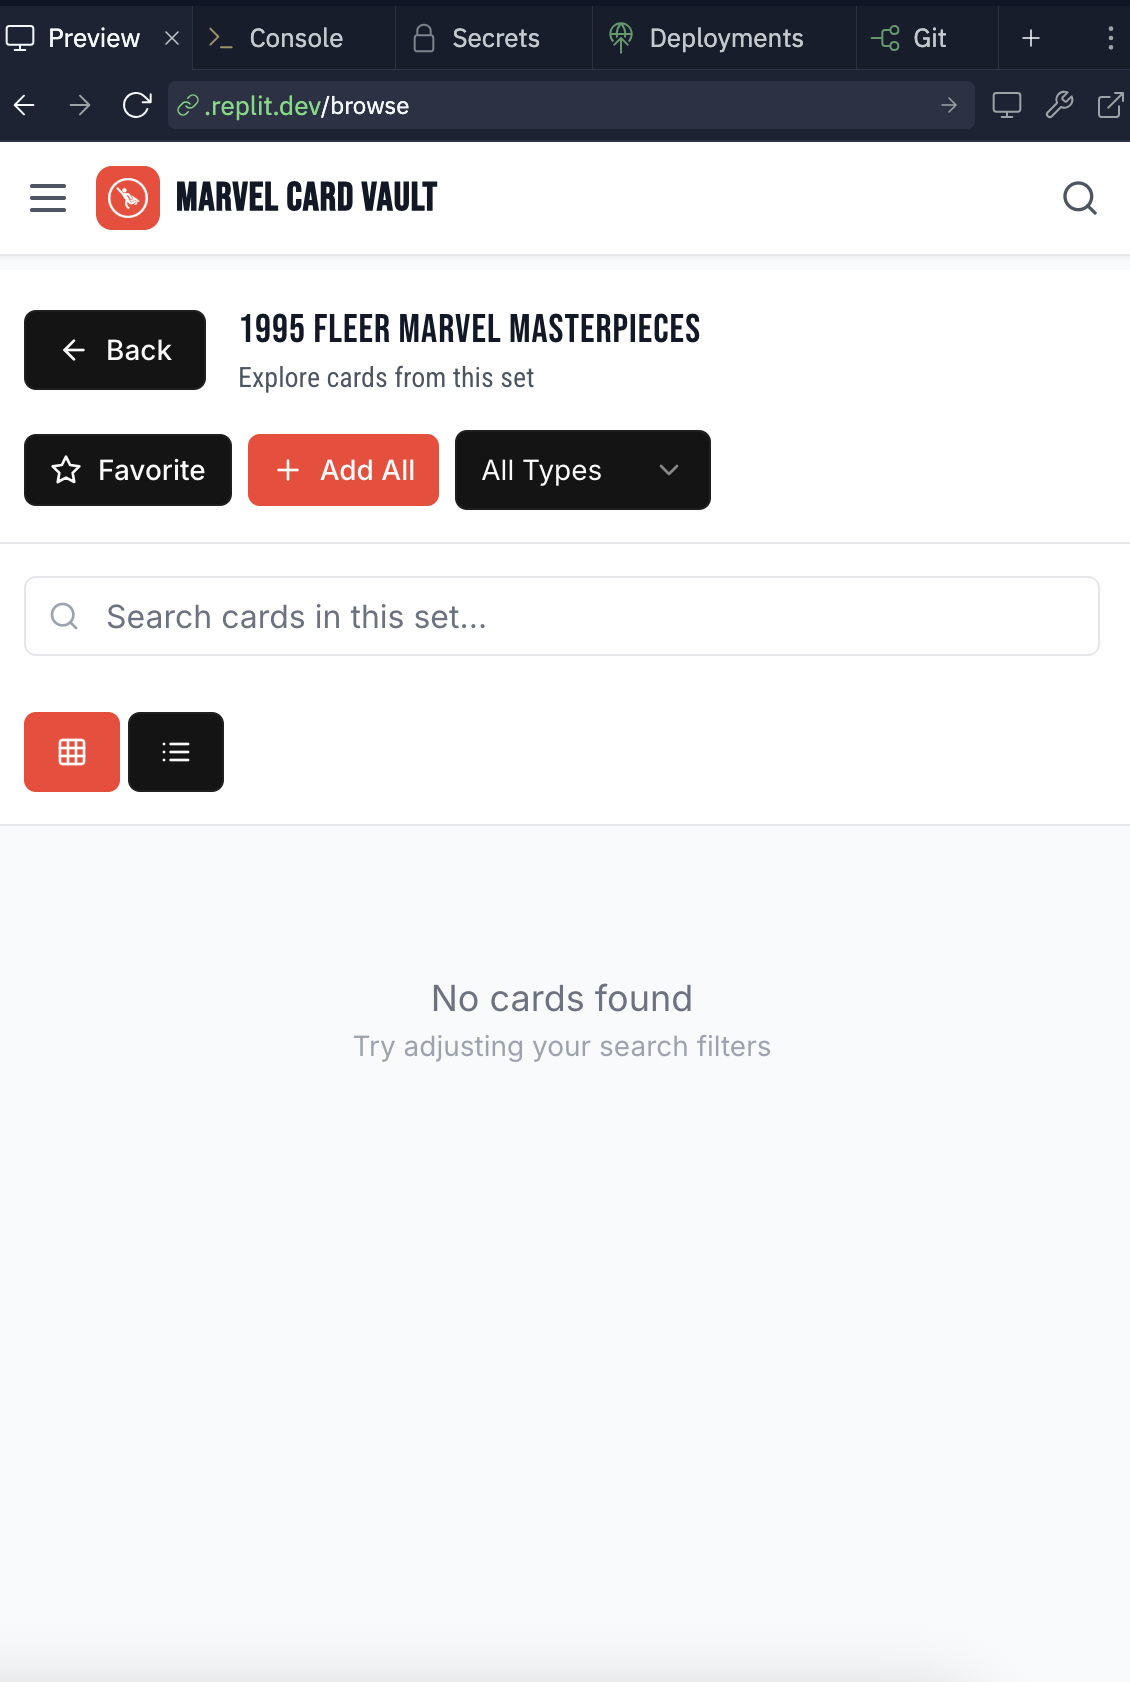 Preview
Console
Secrets
Deployments
Git
.replit.dev/browse
MARVEL CARD VAULT
Back
1995 FLEER MARVEL MASTERPIECES
Explore cards from this set
Favorite
Add All
All Types
Search cards in this set...
No cards found
Try adjusting your search filters